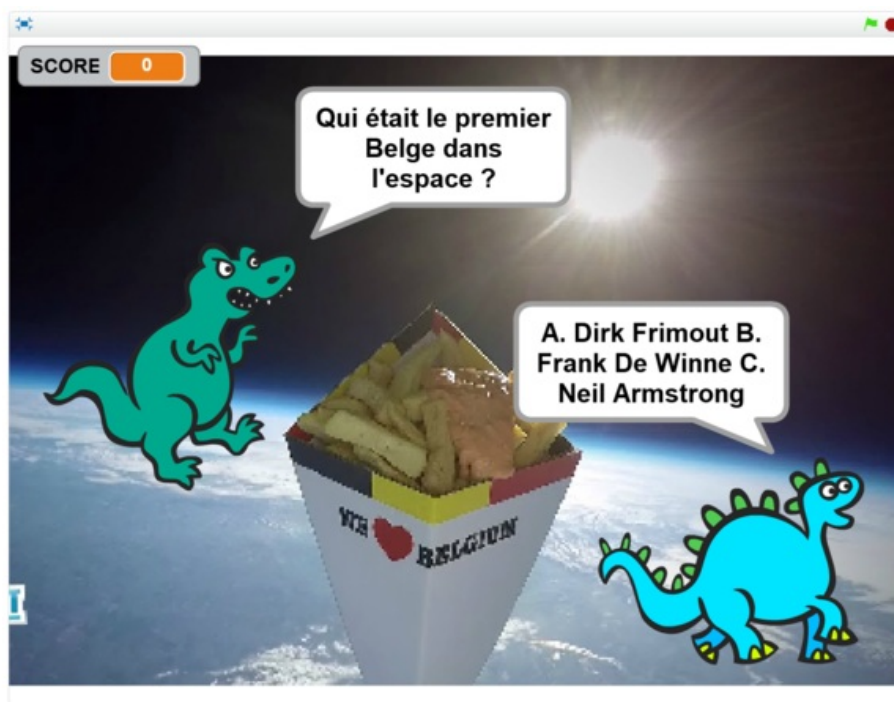 SCORE 0
Qui était le premier
Belge dans
l'espace ?
A. Dirk Frimout B.
Frank De Winne C.
Neil Armstrong
WE ❤ BELGIUM